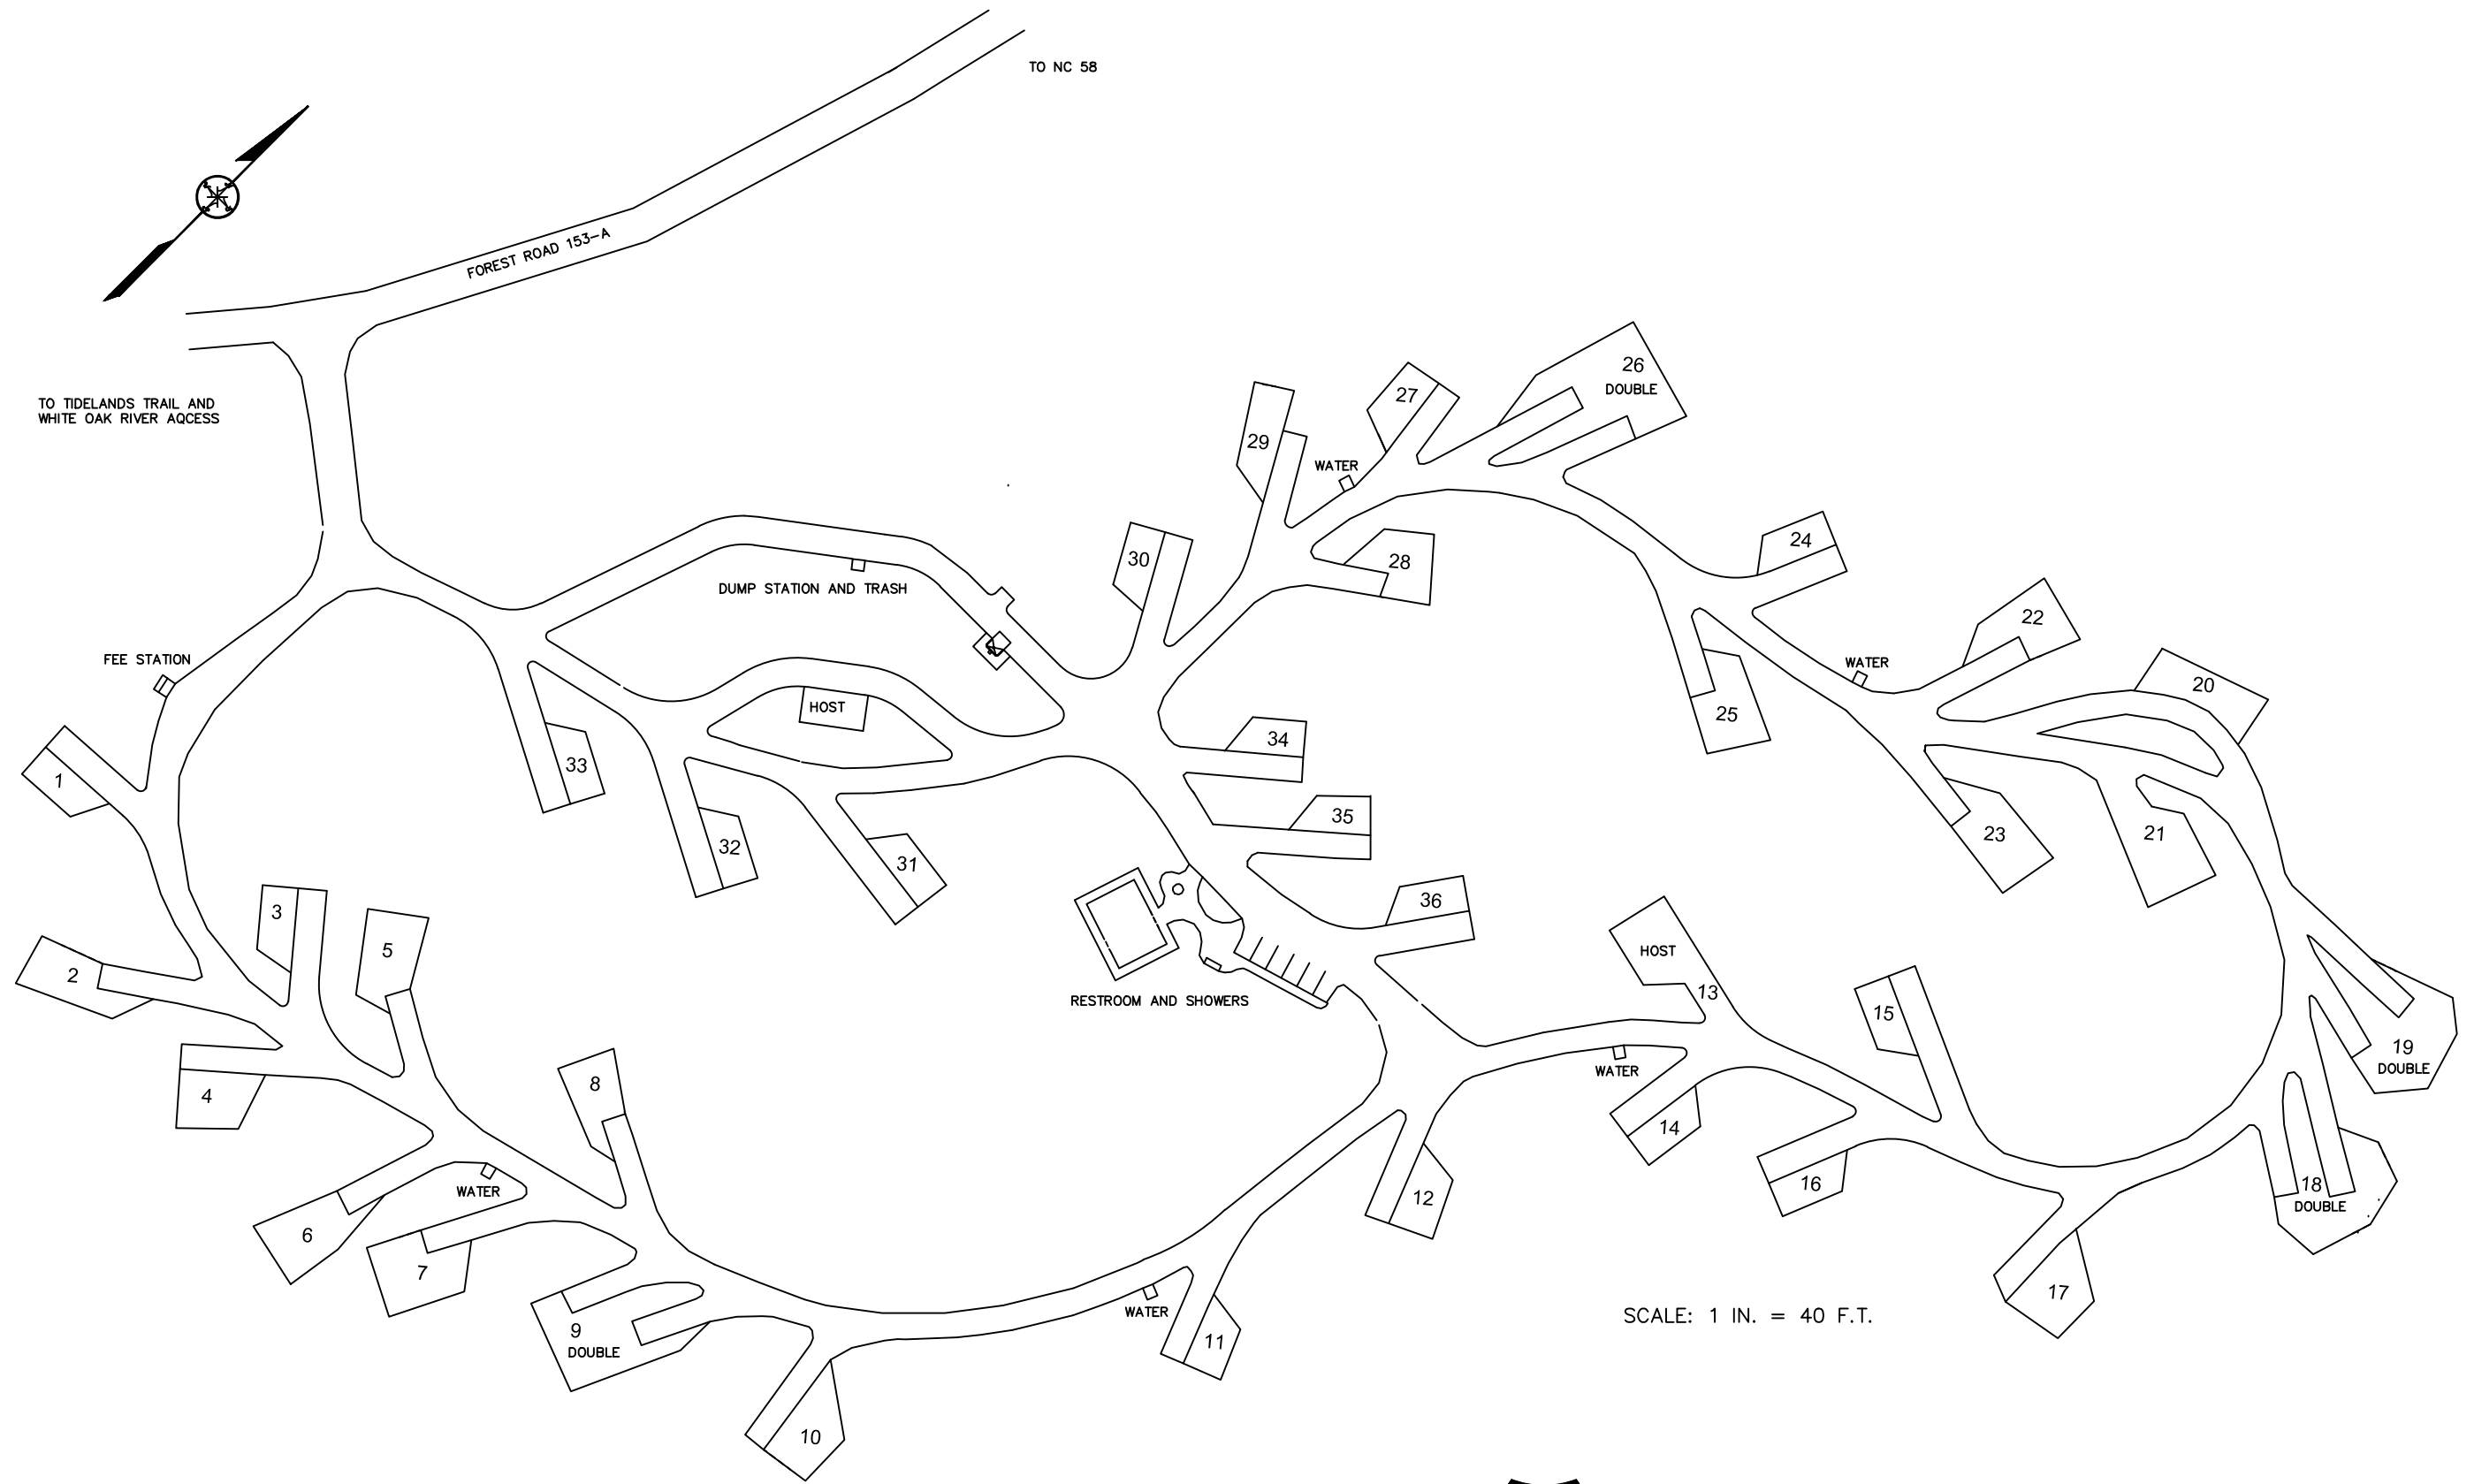 TO NC 58
FOREST ROAD 153-A
TO TIDELANDS TRAIL AND
WHITE OAK RIVER AQCESS
26
DOUBLE
27
29
WATER
24
30
28
DUMP STATION AND TRASH
22
FEE STATION
WATER
20
HOST
25
34
33
1
35
23
21
32
31
36
3
5
HOST
2
13
RESTROOM AND SHOWERS
15
19
DOUBLE
WATER
8
4
14
WATER
16
18
DOUBLE
12
6
7
17
WATER
SCALE: 1 IN. = 40 F.T.
9
DOUBLE
11
10